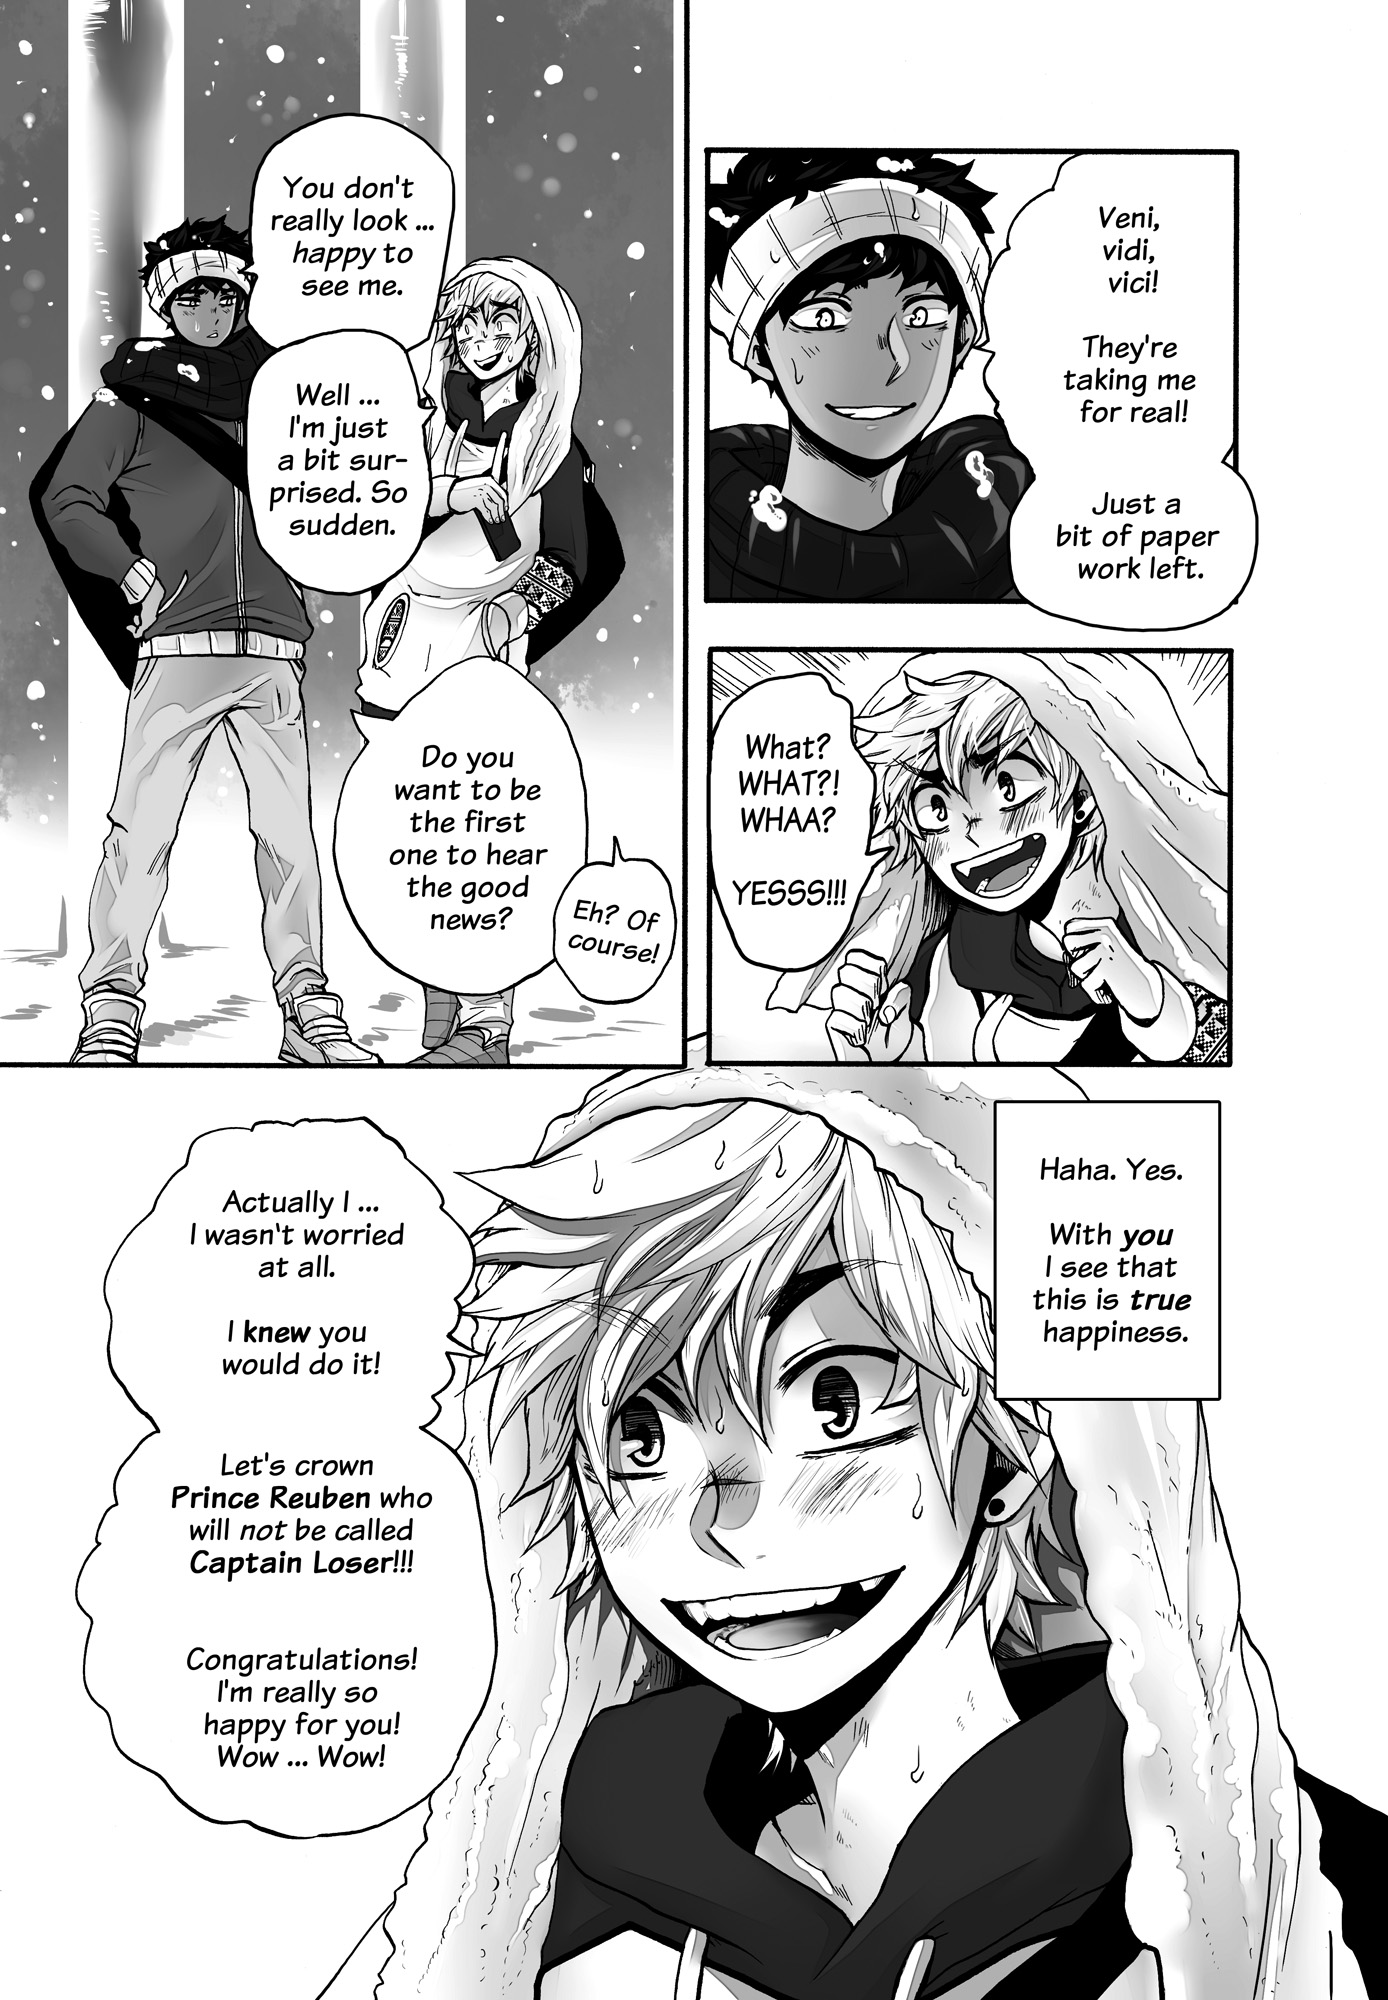 You don't
really look ...
happy to
see me.
Well ...
I'm just
a bit sur-
prised. So
sudden.
Do you
want to be
the first
one to hear
the good
news?
Eh? Of
course!
Veni,
vidi,
vici!
They're
taking me
for real!
Just a
bit of paper
work left.
What?
WHAT?!
WHAA?
YESSS!!!
Haha. Yes.
With you
I see that
this is true
happiness.
Actually I ...
I wasn't worried
at all.
I knew you
would do it!
Let's crown
Prince Reuben who
will not be called
Captain Loser!!!
Congratulations!
I'm really so
happy for you!
Wow ... Wow!